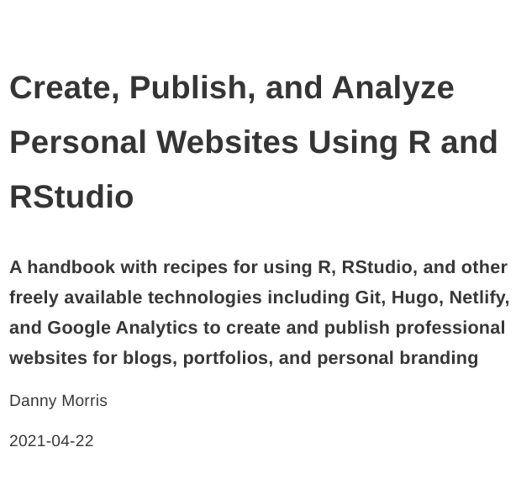 Create, Publish, and Analyze
Personal Websites Using R and
RStudio
A handbook with recipes for using R, RStudio, and other
freely available technologies including Git, Hugo, Netlify,
and Google Analytics to create and publish professional
websites for blogs, portfolios, and personal branding
Danny Morris
2021-04-22